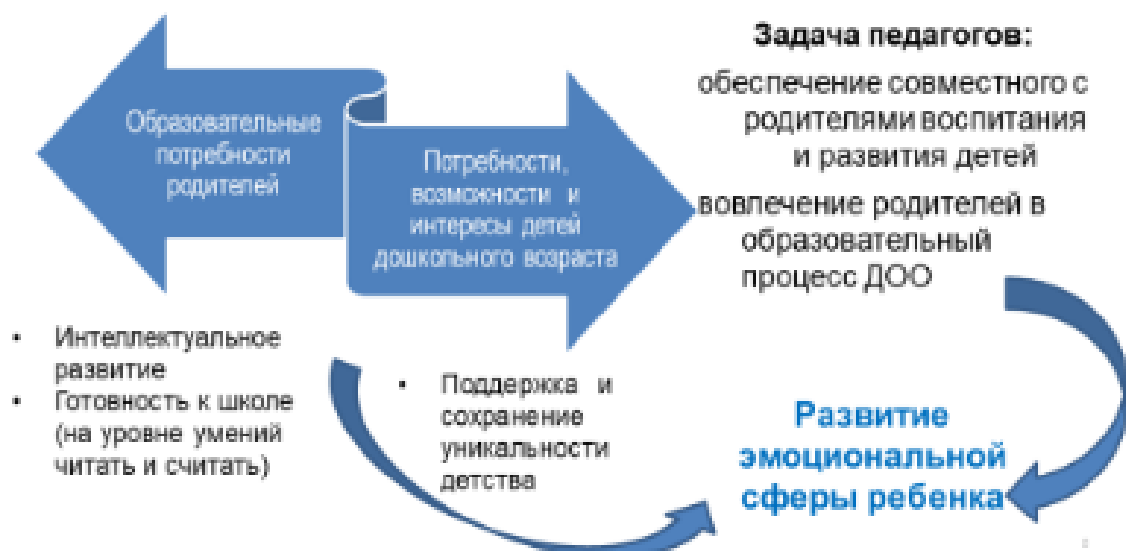 Образовательные
потребности
родителей
Потребности,
возможности и
интересы детей
дошкольного возраста
Задача педагогов:
обеспечение совместного с
родителями воспитания
и развития детей
вовлечение родителей в
образовательный
процесс ДОО
• Интеллектуальное
развитие
• Готовность к школе
(на уровне умений
читать и считать)
• Поддержка и
сохранение
уникальности
детства
Развитие
эмоциональной
сферы ребенка